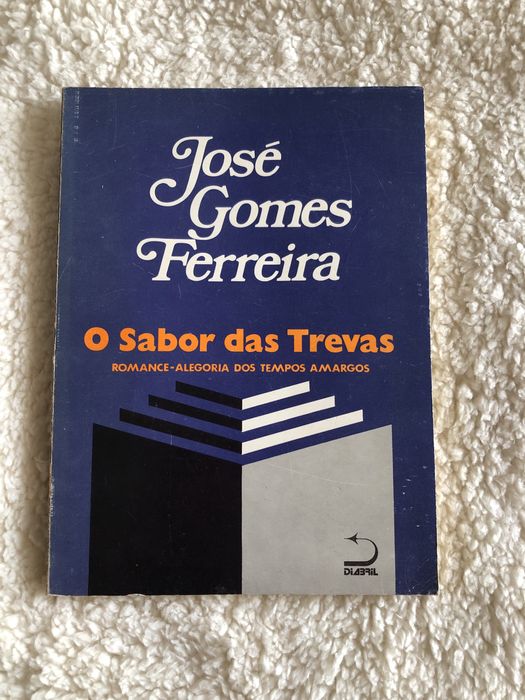 José
Gomes
Ferreira
O Sabor das Trevas
ROMANCE-ALEGORIA DOS TEMPOS AMARGOS
DIABRIL